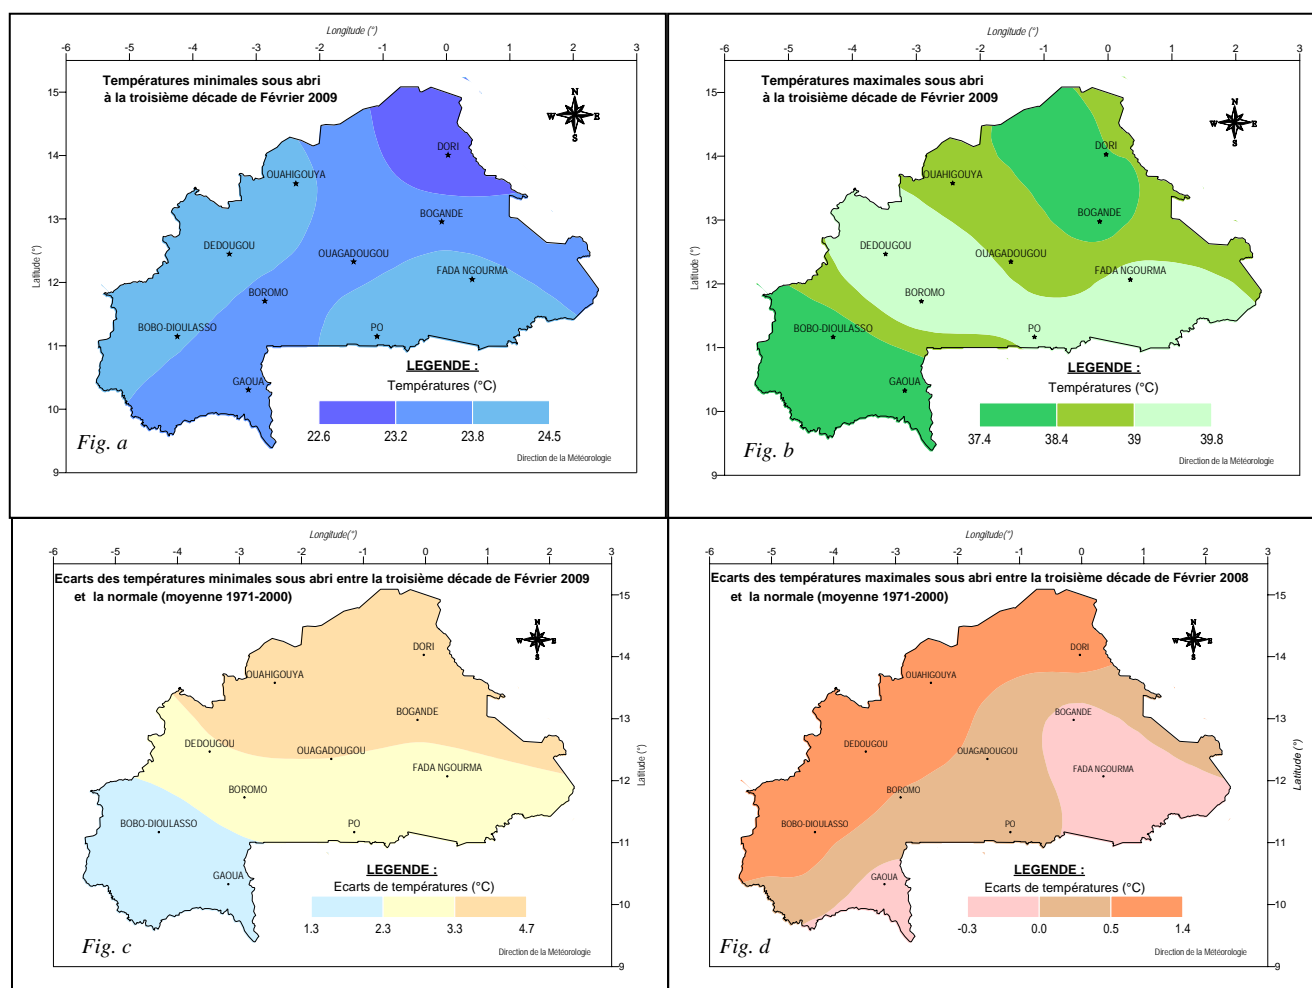 Longitude (°)
-6 -5 -4 -3 -2 -1 0 1 2 3
Températures minimales sous abri
à la troisième décade de Février 2009
N
W E
S
15
14
13
12
11
10
9
Latitude (°)
DORI
OUAHIGOUYA
BOGANDE
DEDOUGOU
OUAGADOUGOU
FADA NGOURMA
BOROMO
BOBO-DIOULASSO
PO
GAOUA
LEGENDE :
Températures (°C)
22.6 23.2 23.8 24.5
Fig. a
Direction de la Météorologie
Longitude (°)
-6 -5 -4 -3 -2 -1 0 1 2 3
Températures maximales sous abri
à la troisième décade de Février 2009
N
W E
S
15
14
13
12
11
10
9
Latitude (°)
DORI
OUAHIGOUYA
BOGANDE
DEDOUGOU
OUAGADOUGOU
FADA NGOURMA
BOROMO
BOBO-DIOULASSO
PO
GAOUA
LEGENDE :
Températures (°C)
37.4 38.4 39 39.8
Fig. b
Direction de la Météorologie
Longitude(°)
-6 -5 -4 -3 -2 -1 0 1 2 3
Ecarts des températures minimales sous abri entre la troisième décade de Février 2009
et la normale (moyenne 1971-2000)
N
W E
S
15
14
13
12
11
10
9
Latitude (°)
DORI
OUAHIGOUYA
BOGANDE
DEDOUGOU
OUAGADOUGOU
FADA NGOURMA
BOROMO
BOBO-DIOULASSO
PO
GAOUA
LEGENDE :
Ecarts de températures (°C)
1.3 2.3 3.3 4.7
Fig. c
Direction de la Météorologie
Longitude(°)
-6 -5 -4 -3 -2 -1 0 1 2 3
Ecarts des températures maximales sous abri entre la troisième décade de Février 2008
et la normale (moyenne 1971-2000)
N
W E
S
15
14
13
12
11
10
9
Latitude (°)
DORI
OUAHIGOUYA
BOGANDE
DEDOUGOU
OUAGADOUGOU
FADA NGOURMA
BOROMO
BOBO-DIOULASSO
PO
GAOUA
LEGENDE :
Ecarts de températures (°C)
-0.3 0.0 0.5 1.4
Fig. d
Direction de la Météorologie